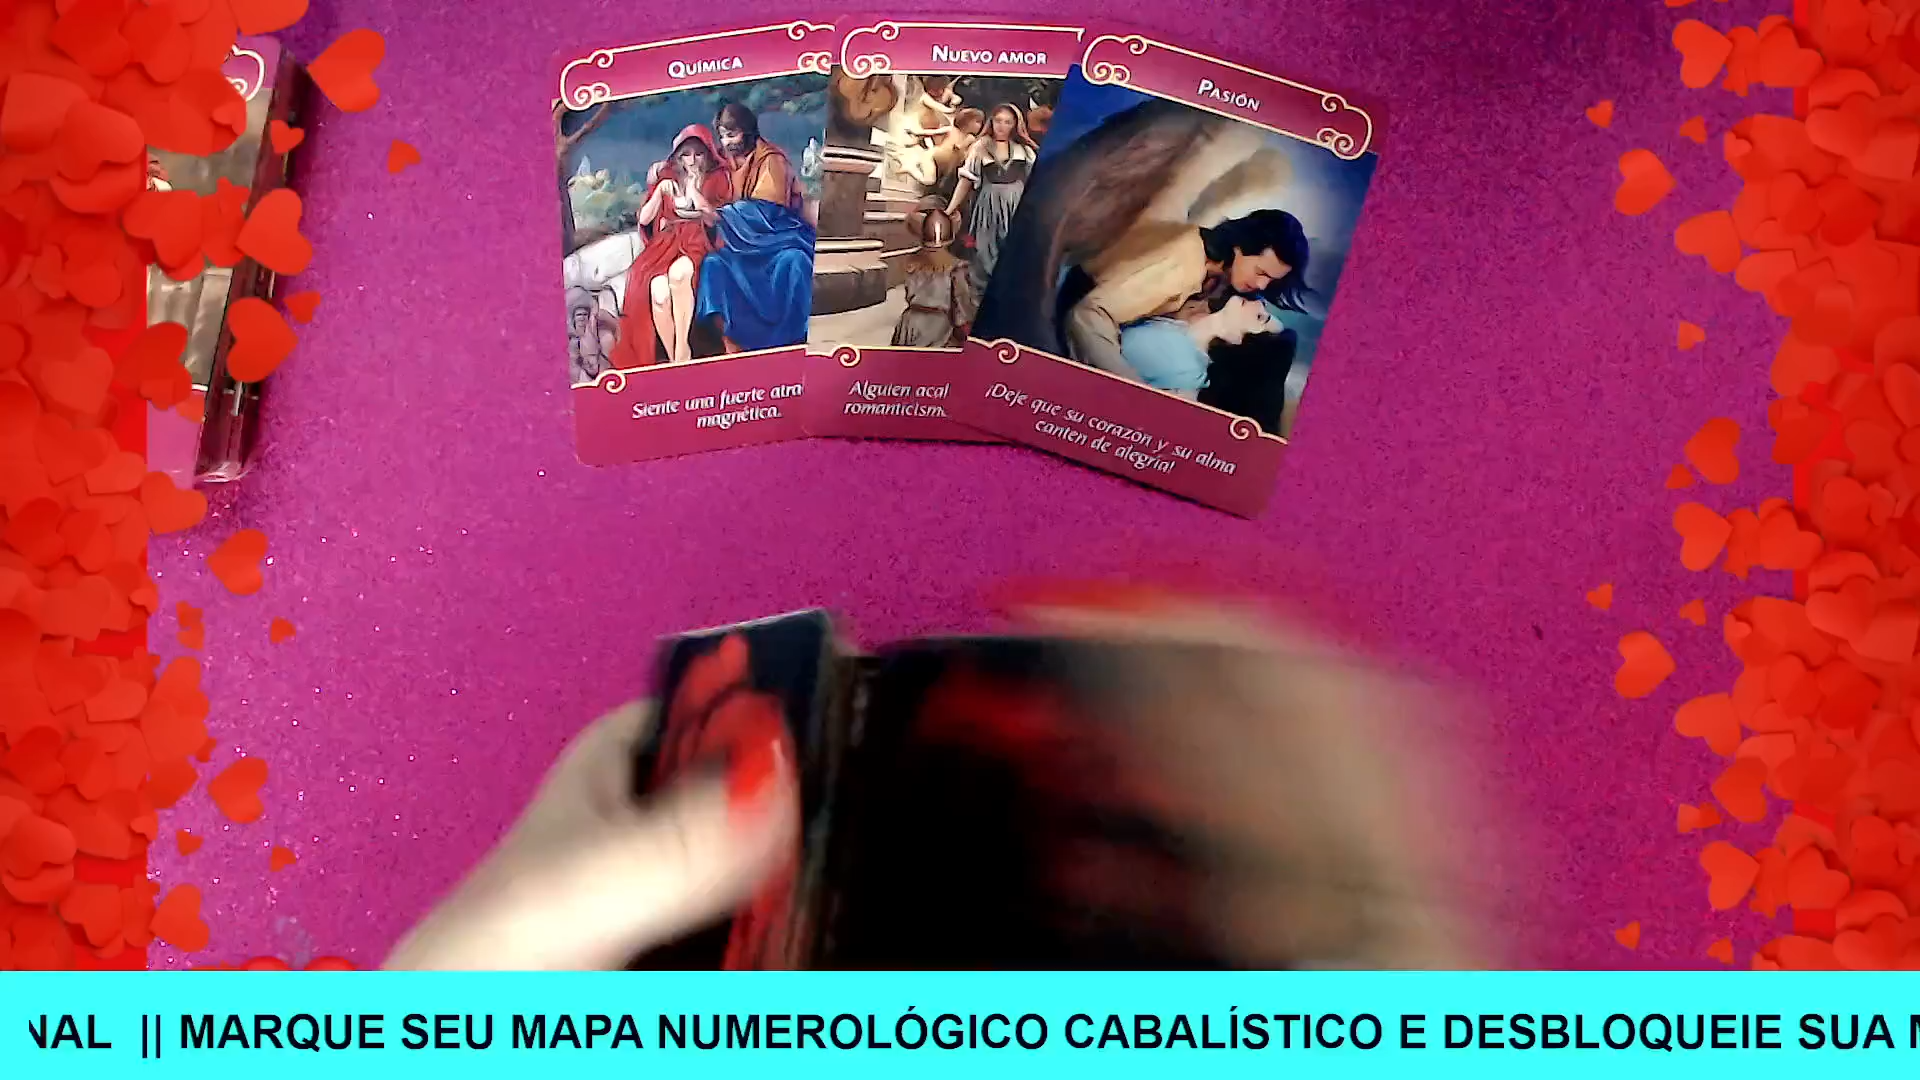 QUÍMICA
Siente una fuerte atra
magnética.
NUEVO AMOR
Alguien
romanticism
PASIÓN
¡Deje que su corazón y su alma
canten de alegría!
NAL || MARQUE SEU MAPA NUMEROLÓGICO CABALÍSTICO E DESBLOQUEIE SUA